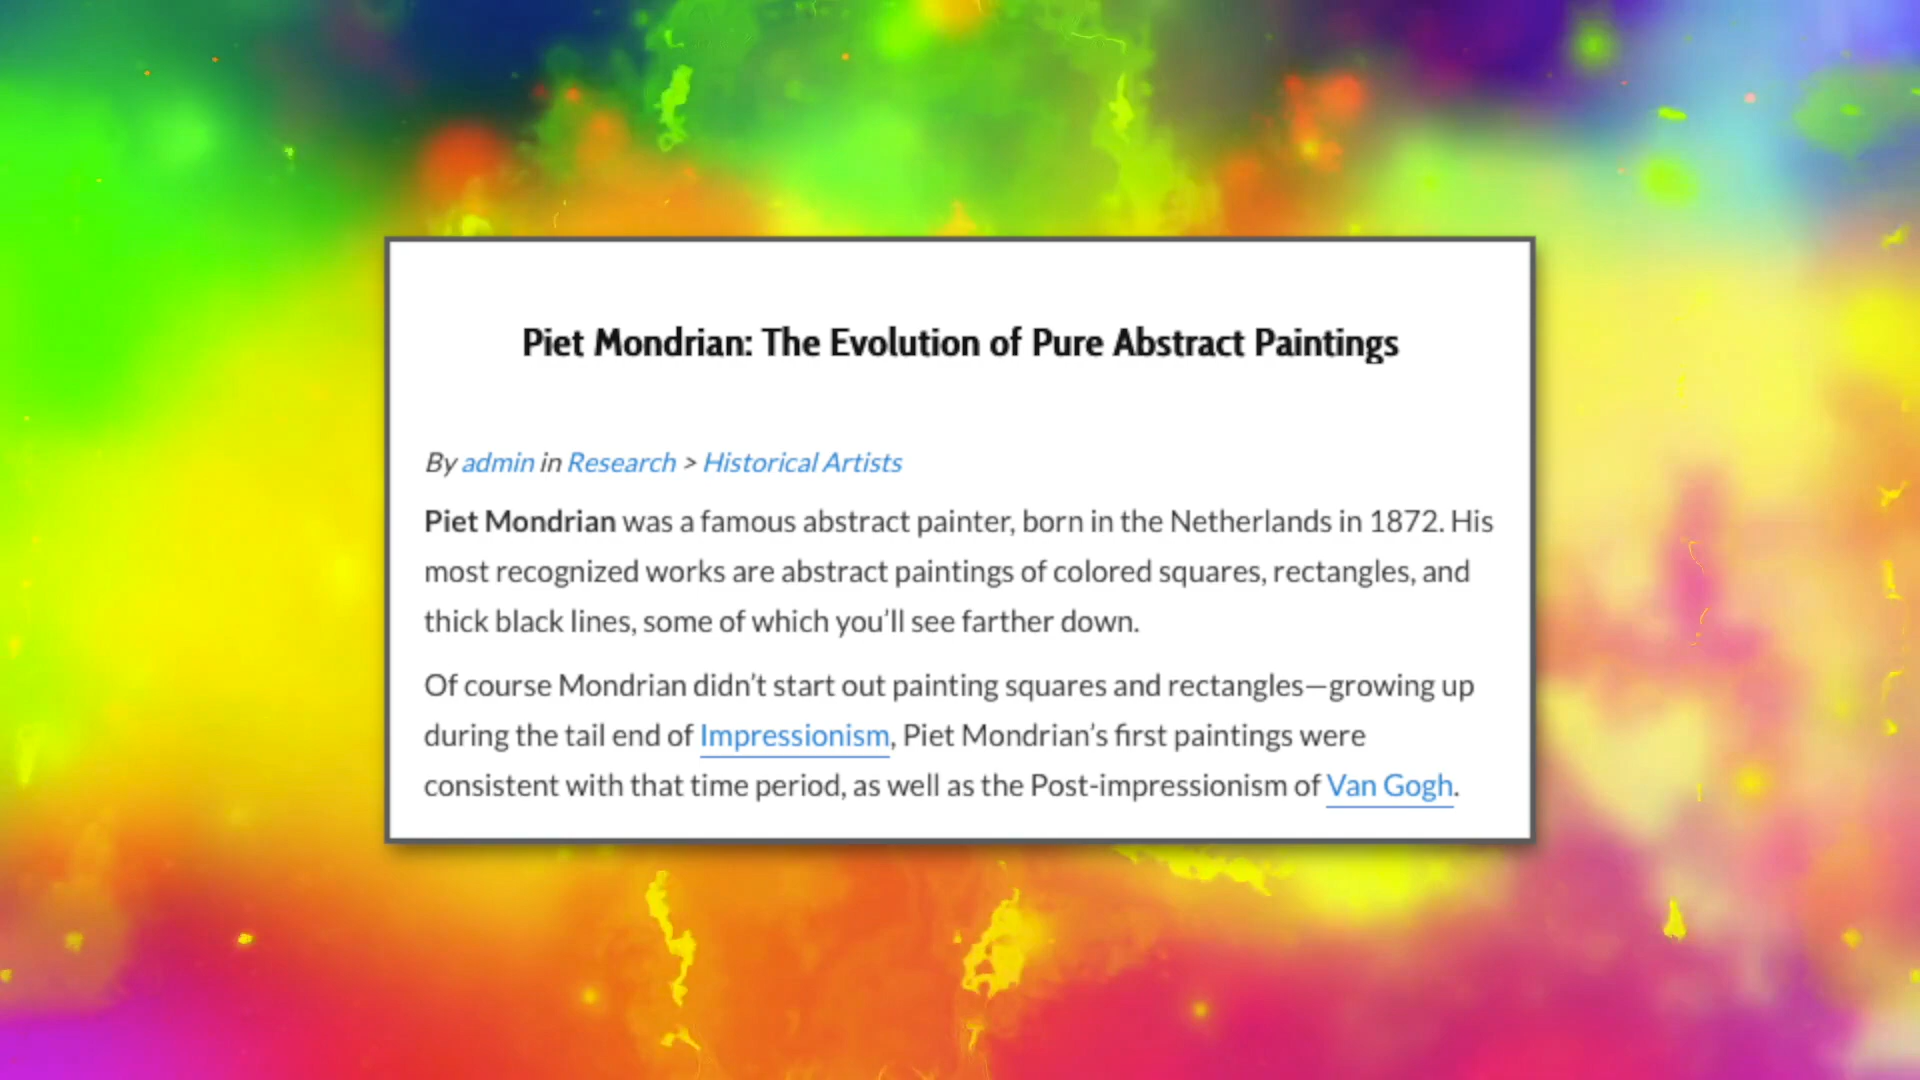 Piet Mondrian: The Evolution of Pure Abstract Paintings
By admin in Research > Historical Artists
Piet Mondrian was a famous abstract painter, born in the Netherlands in 1872. His
most recognized works are abstract paintings of colored squares, rectangles, and
thick black lines, some of which you’ll see farther down.
Of course Mondrian didn’t start out painting squares and rectangles—growing up
during the tail end of Impressionism, Piet Mondrian’s first paintings were
consistent with that time period, as well as the Post-impressionism of Van Gogh.